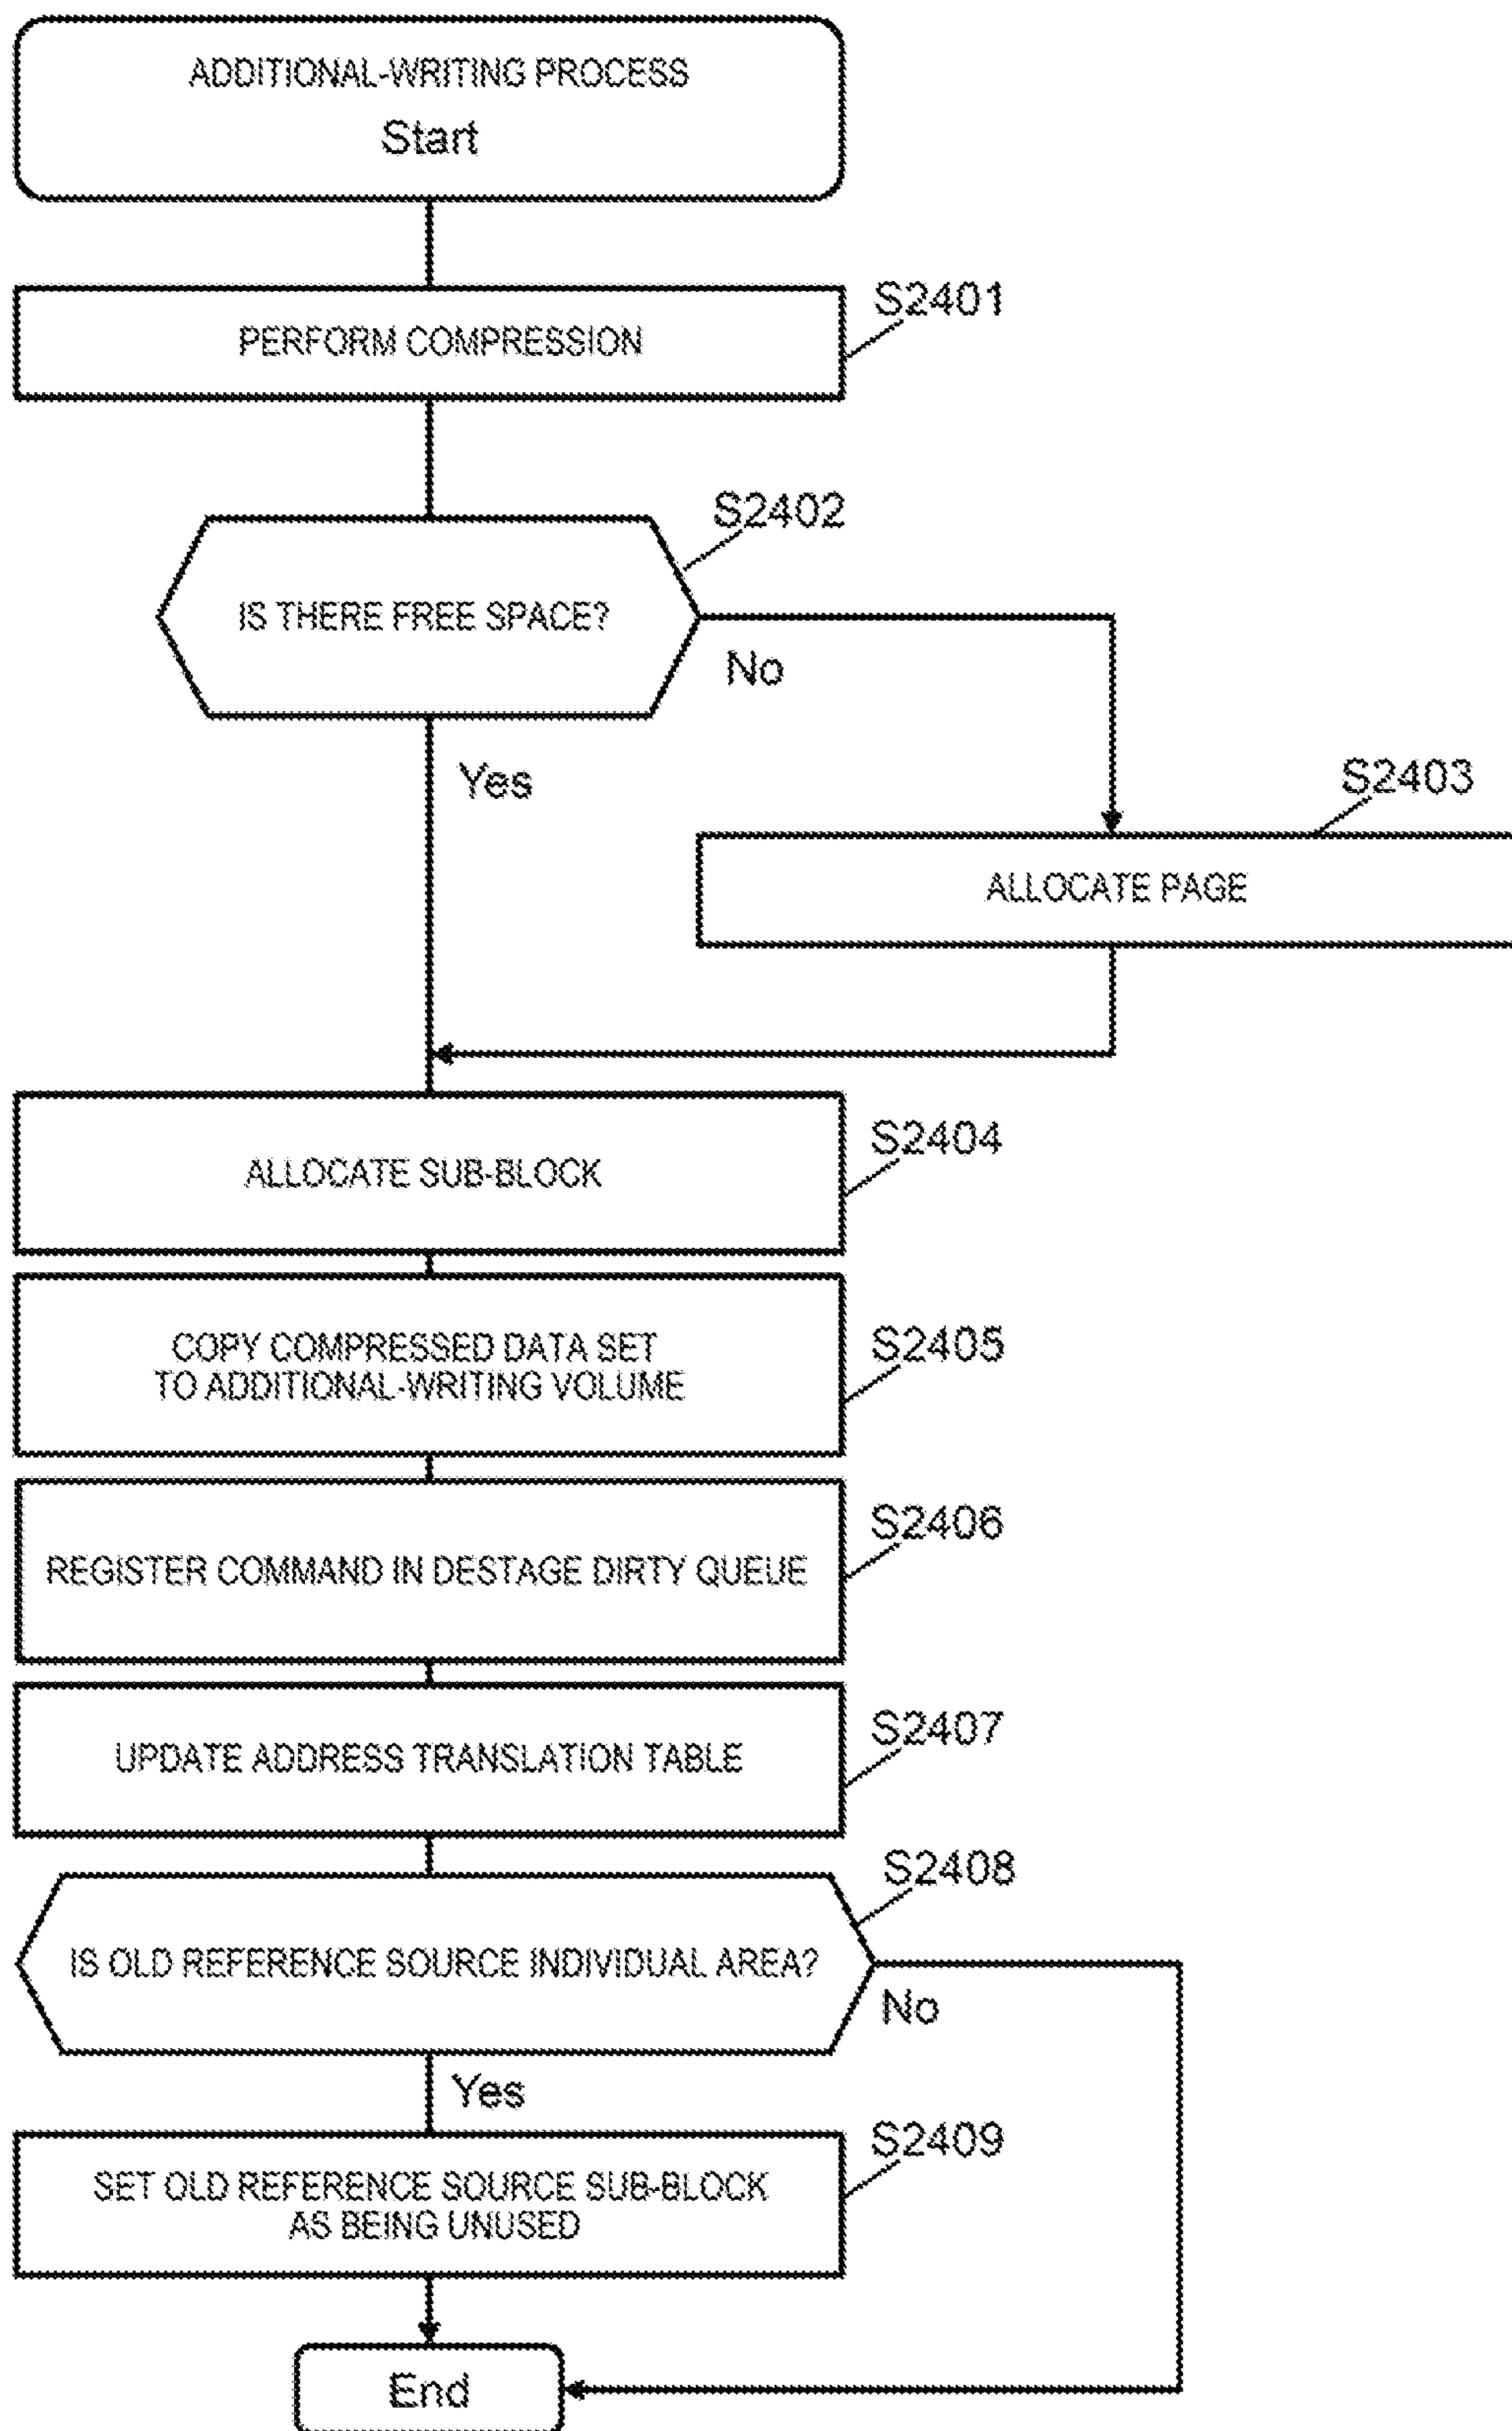 ADDITIONAL-WRITING PROCESS
Start
S2401
PERFORM COMPRESSION
S2402
IS THERE FREE SPACE?
No
Yes
S2403
ALLOCATE PAGE
S2404
ALLOCATE SUB-BLOCK
S2405
COPY COMPRESSED DATA SET
TO ADDITIONAL-WRITING VOLUME
S2406
REGISTER COMMAND IN DESTAGE DIRTY QUEUE
S2407
UPDATE ADDRESS TRANSLATION TABLE
S2408
IS OLD REFERENCE SOURCE INDIVIDUAL AREA?
No
Yes
S2409
SET OLD REFERENCE SOURCE SUB-BLOCK
AS BEING UNUSED
End